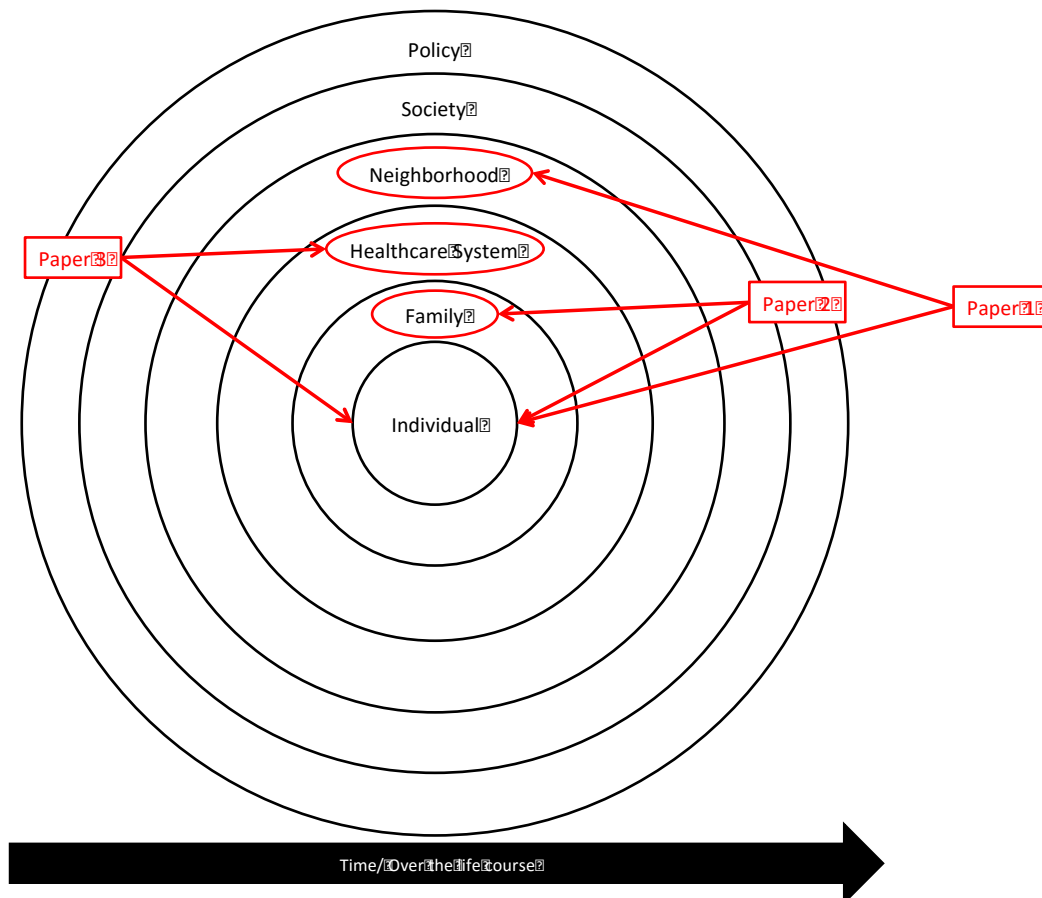 Policy⍰
Society⍰
Neighborhood⍰
Paper⍰3⍰
Healthcare⍰System⍰
Family⍰
Paper⍰2⍰
Paper⍰1⍰
Individual⍰
Time/⍰Over⍰the⍰life⍰course⍰